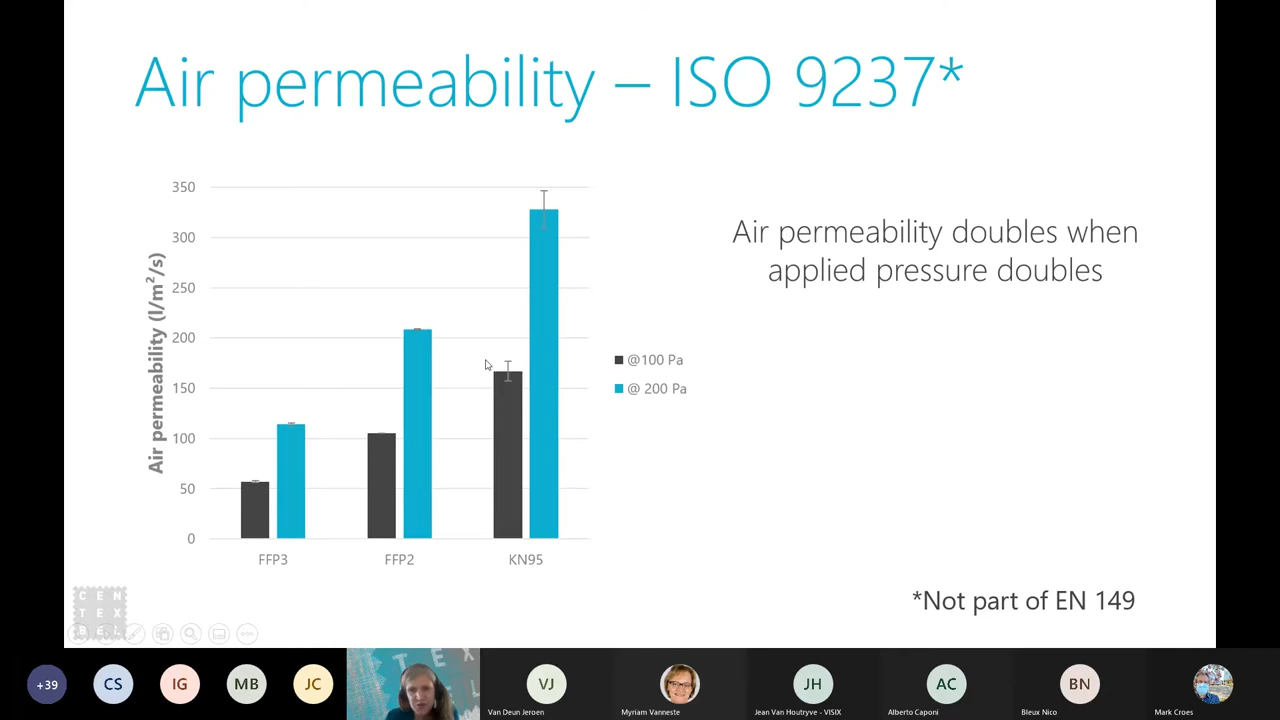 Air permeability – ISO 9237*
350
300
250
200
150
100
50
0
Air permeability (l/m²/s)
FFP3
FFP2
KN95
@100 Pa
@ 200 Pa
Air permeability doubles when
applied pressure doubles
*Not part of EN 149
CEN
TEX
BEL
+39
CS
IG
MB
JC
TEX
VJ
Van Deun Jeroen
Myriam Vanneste
JH
Jean Van Houtryve - VISIX
AC
Alberto Caponi
BN
Bleux Nico
Mark Croes